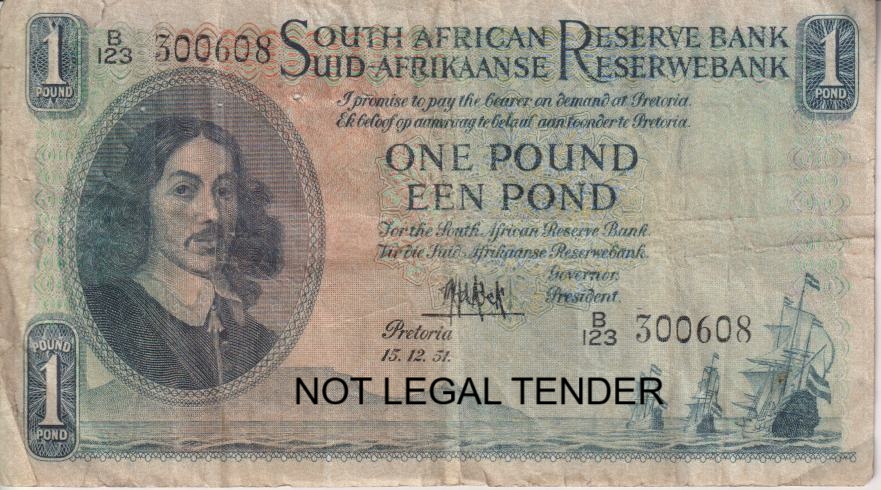 1 B/123 300608 SOUTH AFRICAN RESERVE BANK 1
POUND SUID-AFRIKAANSE RESERWEBANK POND
I promise to pay the bearer on demand at Pretoria.
Ek beloof op aanvraag te betaal aan toonder te Pretoria.
ONE POUND
EEN POND
For the South African Reserve Bank
Vir die Suid-Afrikaanse Reserwebank
Governor
President.
Pretoria
15. 12. 51.
B/123 300608
POUND
1
POND
NOT LEGAL TENDER